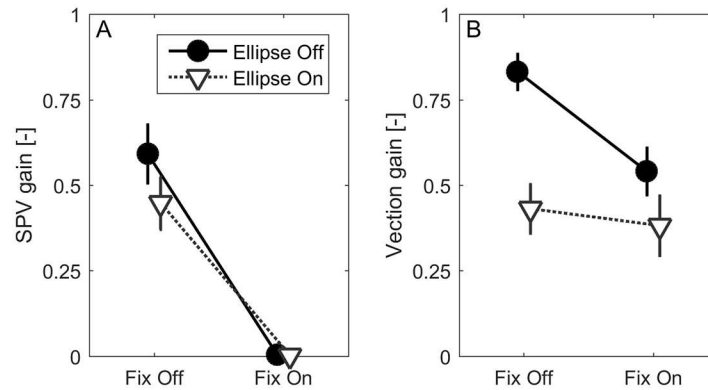 A
Ellipse Off
Ellipse On
SPV gain [-]
1
0.75
0.5
0.25
0
Fix Off Fix On
B
Vection gain [-]
1
0.75
0.5
0.25
0
Fix Off Fix On